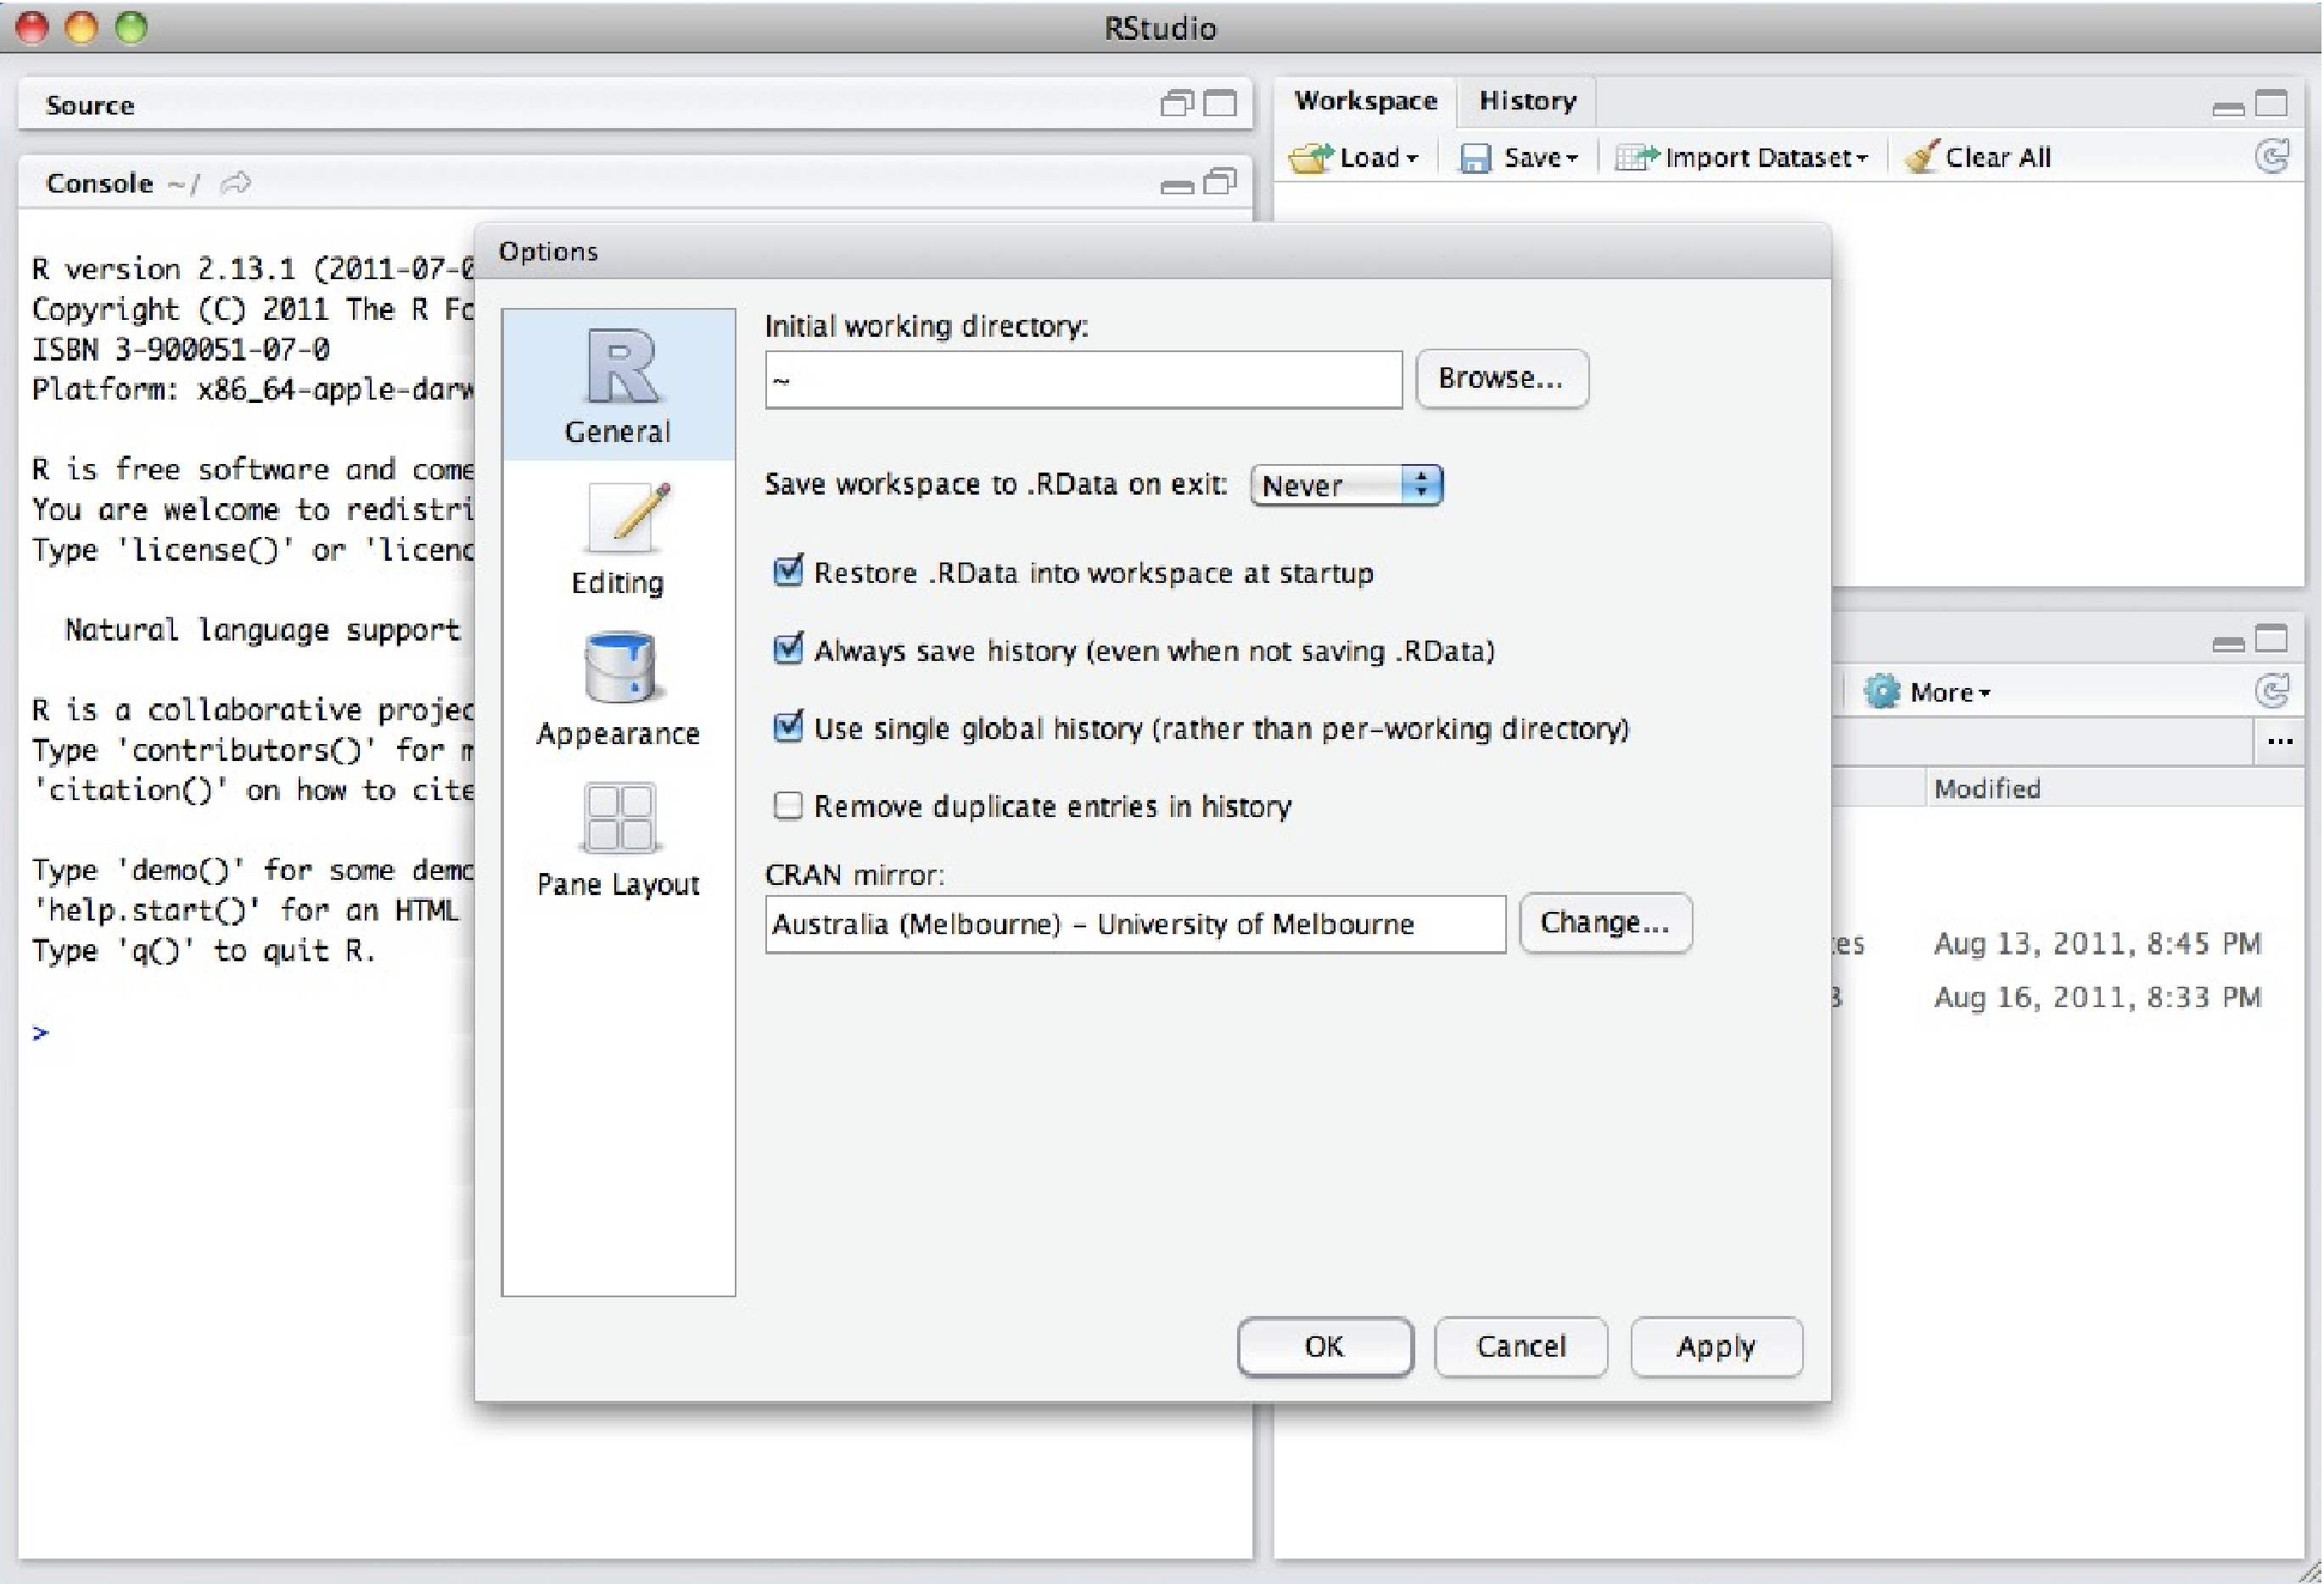 RStudio
Source
Console ~/
R version 2.13.1 (2011-07-0
Copyright (C) 2011 The R Fo
ISBN 3-900051-07-0
Platform: x86_64-apple-darw
R is free software and come
You are welcome to redistri
Type 'license()' or 'licenc
Natural language support
R is a collaborative projec
Type 'contributors()' for m
'citation()' on how to cite
Type 'demo()' for some demo
'help.start()' for an HTML
Type 'q()' to quit R.
>
Workspace History
Load Save Import Dataset Clear All
Options
General
Editing
Appearance
Pane Layout
Initial working directory:
~ Browse...
Save workspace to .RData on exit: Never
Restore .RData into workspace at startup
Always save history (even when not saving .RData)
Use single global history (rather than per-working directory)
Remove duplicate entries in history
CRAN mirror:
Australia (Melbourne) – University of Melbourne Change...
OK Cancel Apply
More
...
Modified
es Aug 13, 2011, 8:45 PM
Aug 16, 2011, 8:33 PM